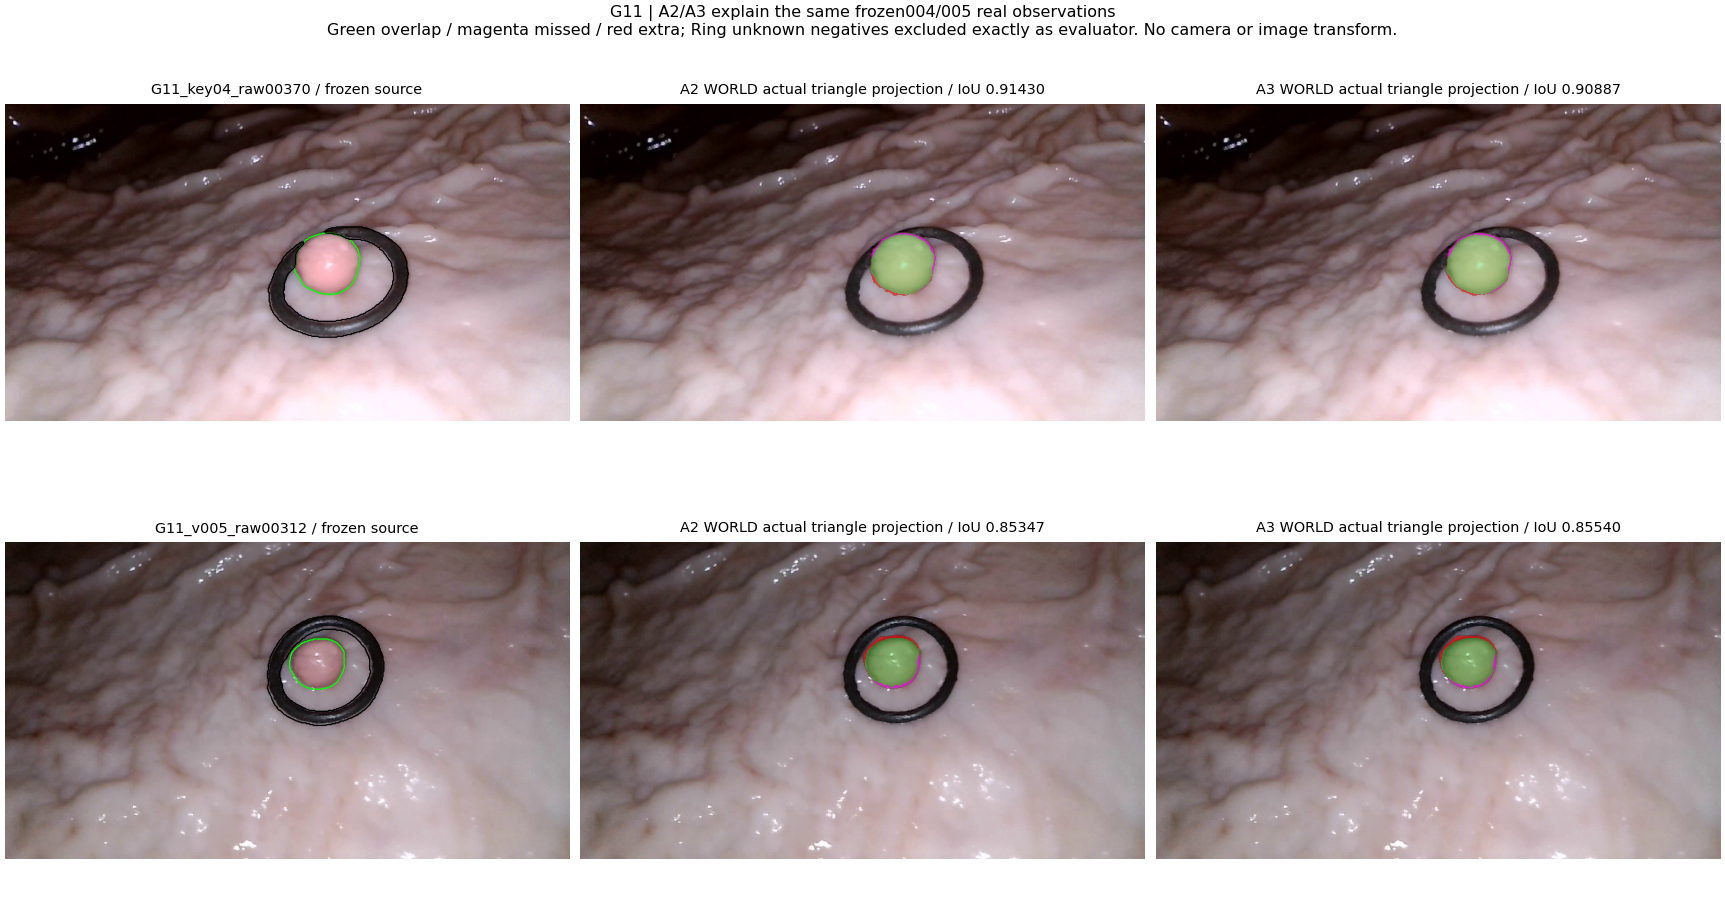 G11 | A2/A3 explain the same frozen004/005 real observations
Green overlap / magenta missed / red extra; Ring unknown negatives excluded exactly as evaluator. No camera or image transform.
G11_key04_raw00370 / frozen source
A2 WORLD actual triangle projection / IoU 0.91430
A3 WORLD actual triangle projection / IoU 0.90887
G11_v005_raw00312 / frozen source
A2 WORLD actual triangle projection / IoU 0.85347
A3 WORLD actual triangle projection / IoU 0.85540